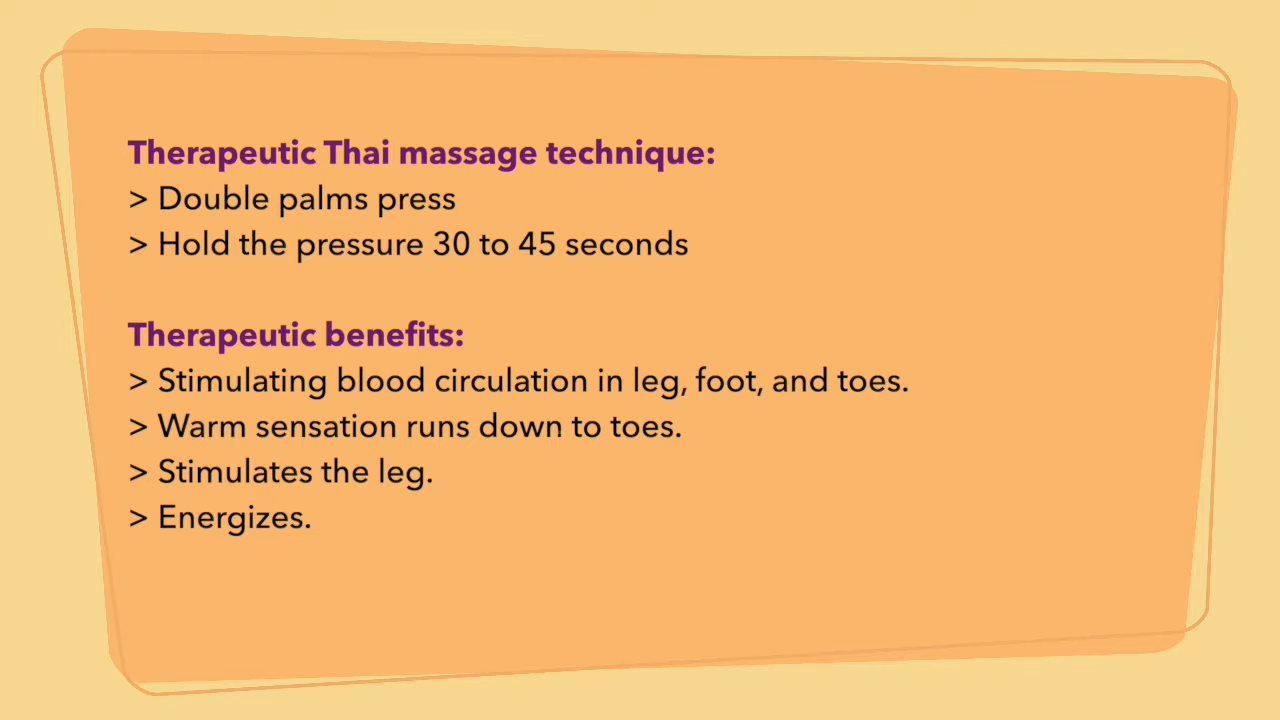 Therapeutic Thai massage technique:
> Double palms press
> Hold the pressure 30 to 45 seconds
Therapeutic benefits:
> Stimulating blood circulation in leg, foot, and toes.
> Warm sensation runs down to toes.
> Stimulates the leg.
> Energizes.